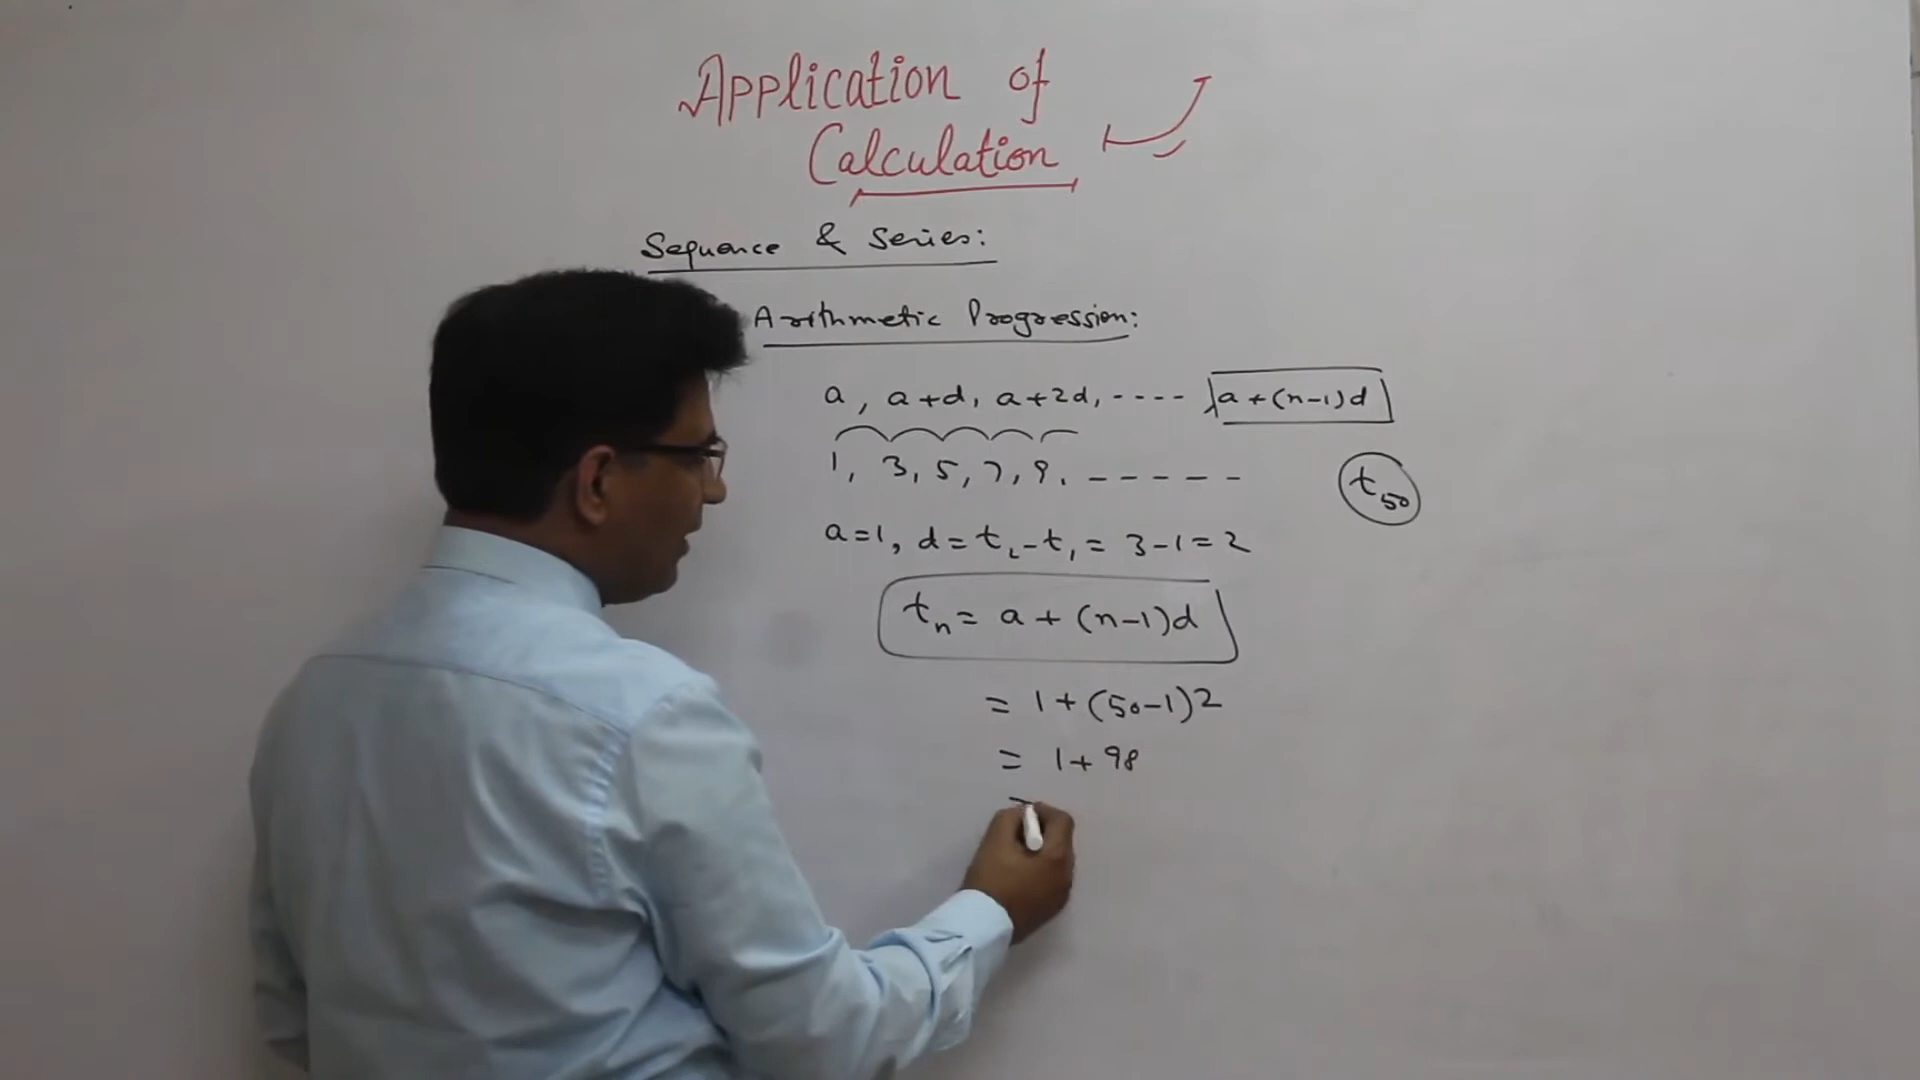 Application of
Calculation
Sequence & Series:
Arithmetic Progression:
a, a+d, a+2d, ---- a+(n-1)d
1, 3, 5, 7, 9, -----
t₅₀
a=1, d=t₂-t₁= 3-1=2
tₙ= a+(n-1)d
= 1+(50-1)2
= 1+98
=